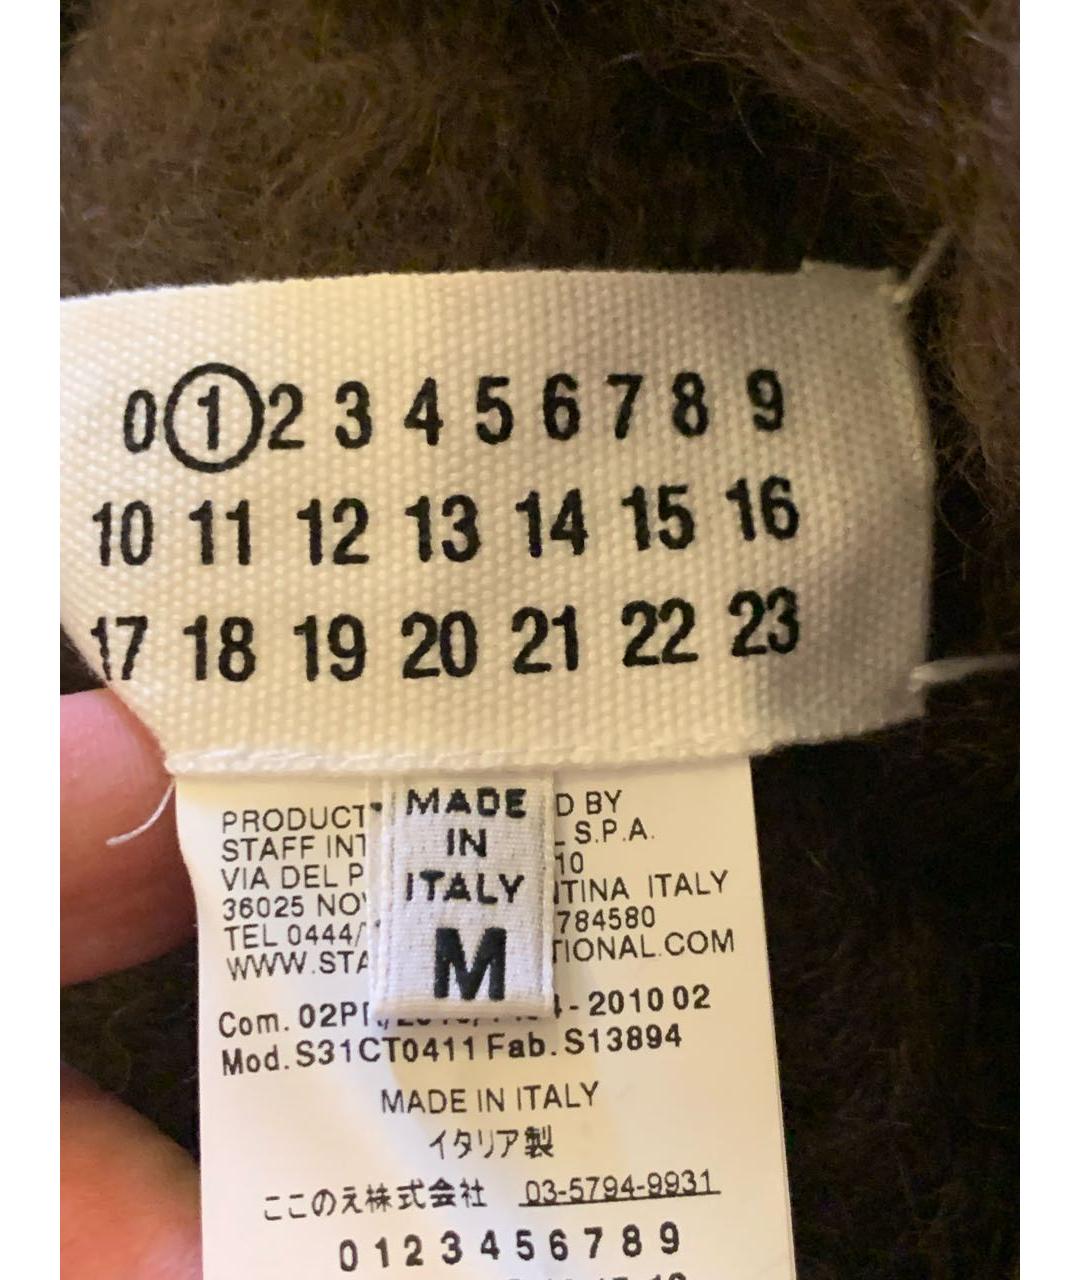 0 1 2 3 4 5 6 7 8 9
10 11 12 13 14 15 16
17 18 19 20 21 22 23
MADE
IN
ITALY
M
PRODUCT D BY
STAFF INT L S.P.A.
VIA DEL P 10
36025 NO TINA ITALY
TEL 0444/ 784580
WWW.STA TIONAL.COM
Com. 02P - 2010 02
Mod. S31CT0411 Fab. S13894
MADE IN ITALY
イタリア製
ここのえ株式会社 03-5794-9931
0 1 2 3 4 5 6 7 8 9